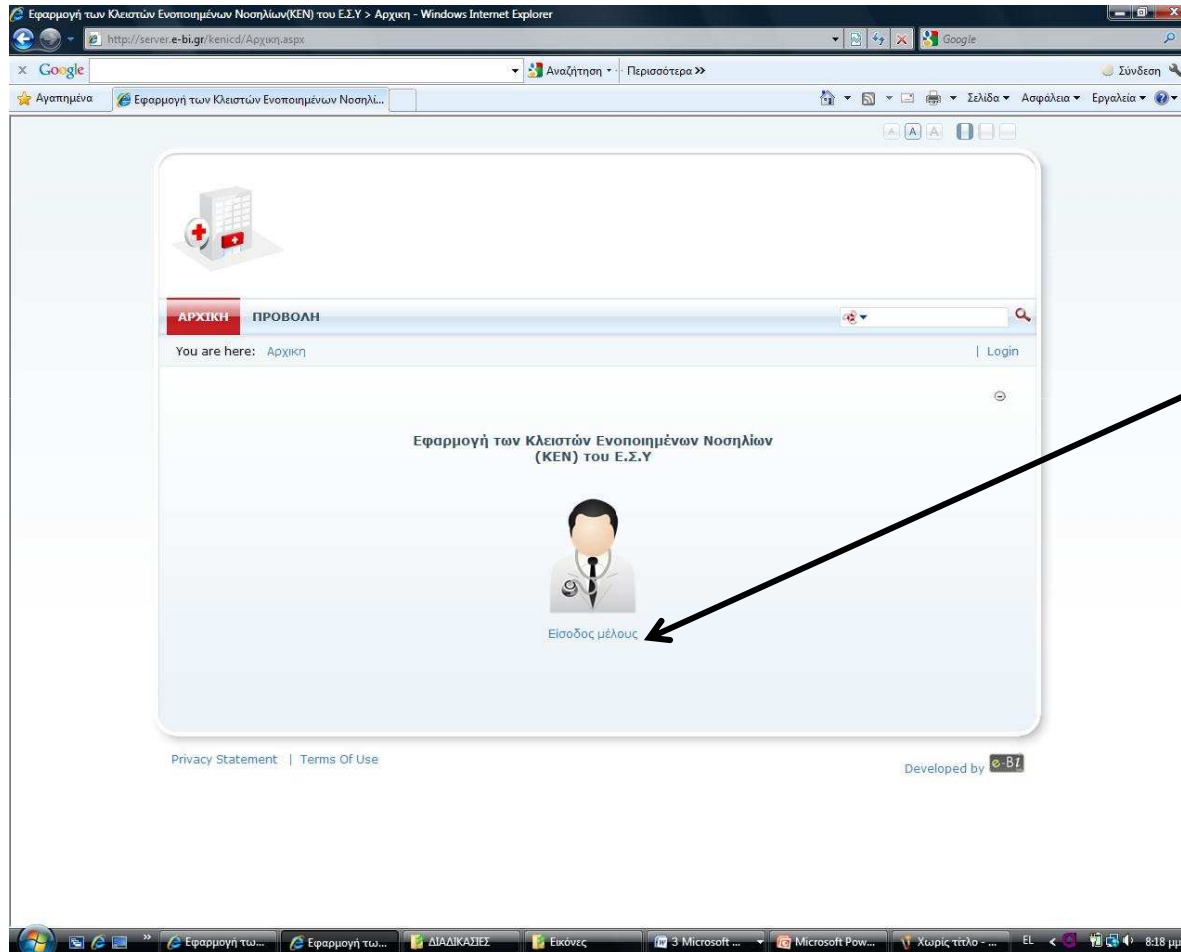 Εφαρμογή των Κλειστών Ενοποιημένων Νοσηλίων(ΚΕΝ) του Ε.Σ.Υ > Αρχικη - Windows Internet Explorer
http://server.e-bi.gr/kenicd/Αρχικη.aspx
Google
x Google
Αναζήτηση
Περισσότερα »
Σύνδεση
Αγαπημένα
Εφαρμογή των Κλειστών Ενοποιημένων Νοσηλί...
Σελίδα
Ασφάλεια
Εργαλεία
A A A
ΑΡΧΙΚΗ ΠΡΟΒΟΛΗ
You are here: Αρχικη
| Login
Εφαρμογή των Κλειστών Ενοποιημένων Νοσηλίων
(ΚΕΝ) του Ε.Σ.Υ
Είσοδος μέλους
Privacy Statement | Terms Of Use
Developed by e-Bi
Εφαρμογή τω...
Εφαρμογή τω...
ΔΙΑΔΙΚΑΣΙΕΣ
Εικόνες
3 Microsoft ...
Microsoft Pow...
Χωρίς τίτλο - ...
EL
8:18 μμ